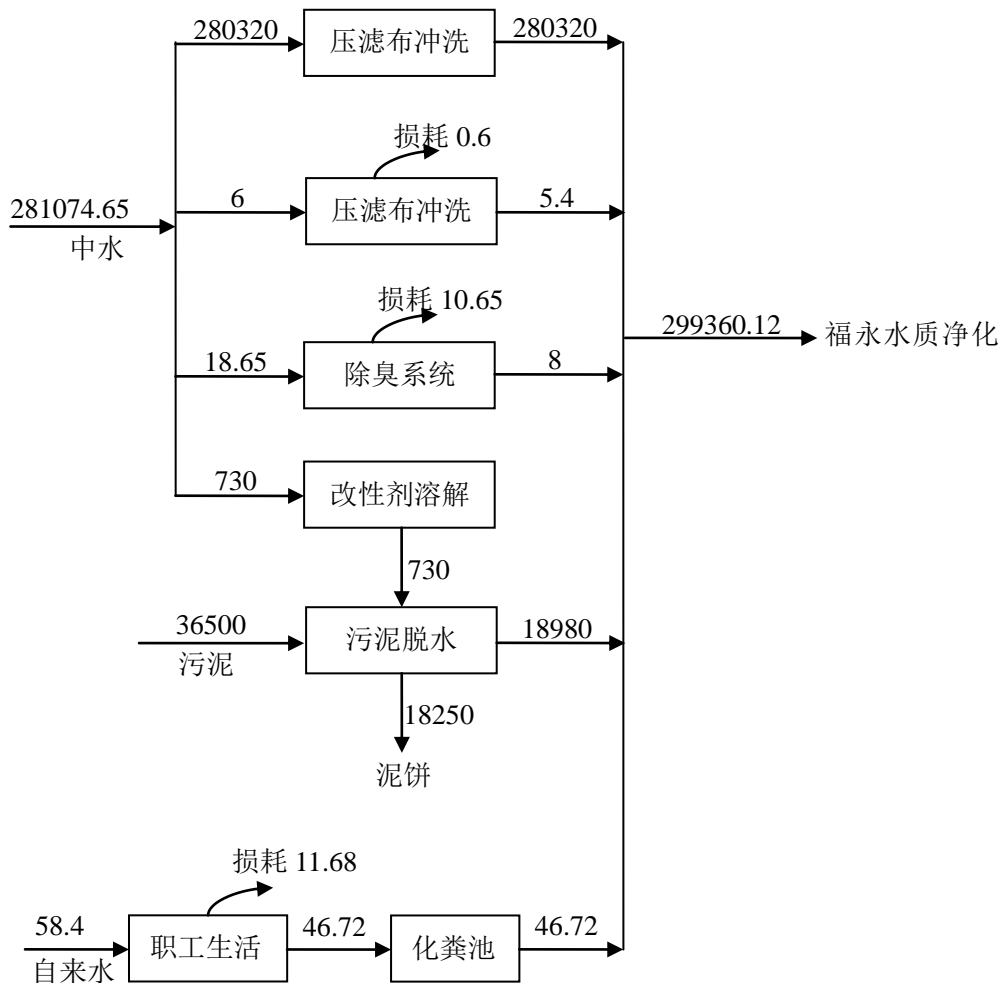 280320
压滤布冲洗
280320
损耗 0.6
281074.65
中水
6
压滤布冲洗
5.4
损耗 10.65
299360.12
福永水质净化
18.65
除臭系统
8
730
改性剂溶解
730
36500
污泥
污泥脱水
18980
18250
泥饼
损耗 11.68
58.4
自来水
职工生活
46.72
化粪池
46.72